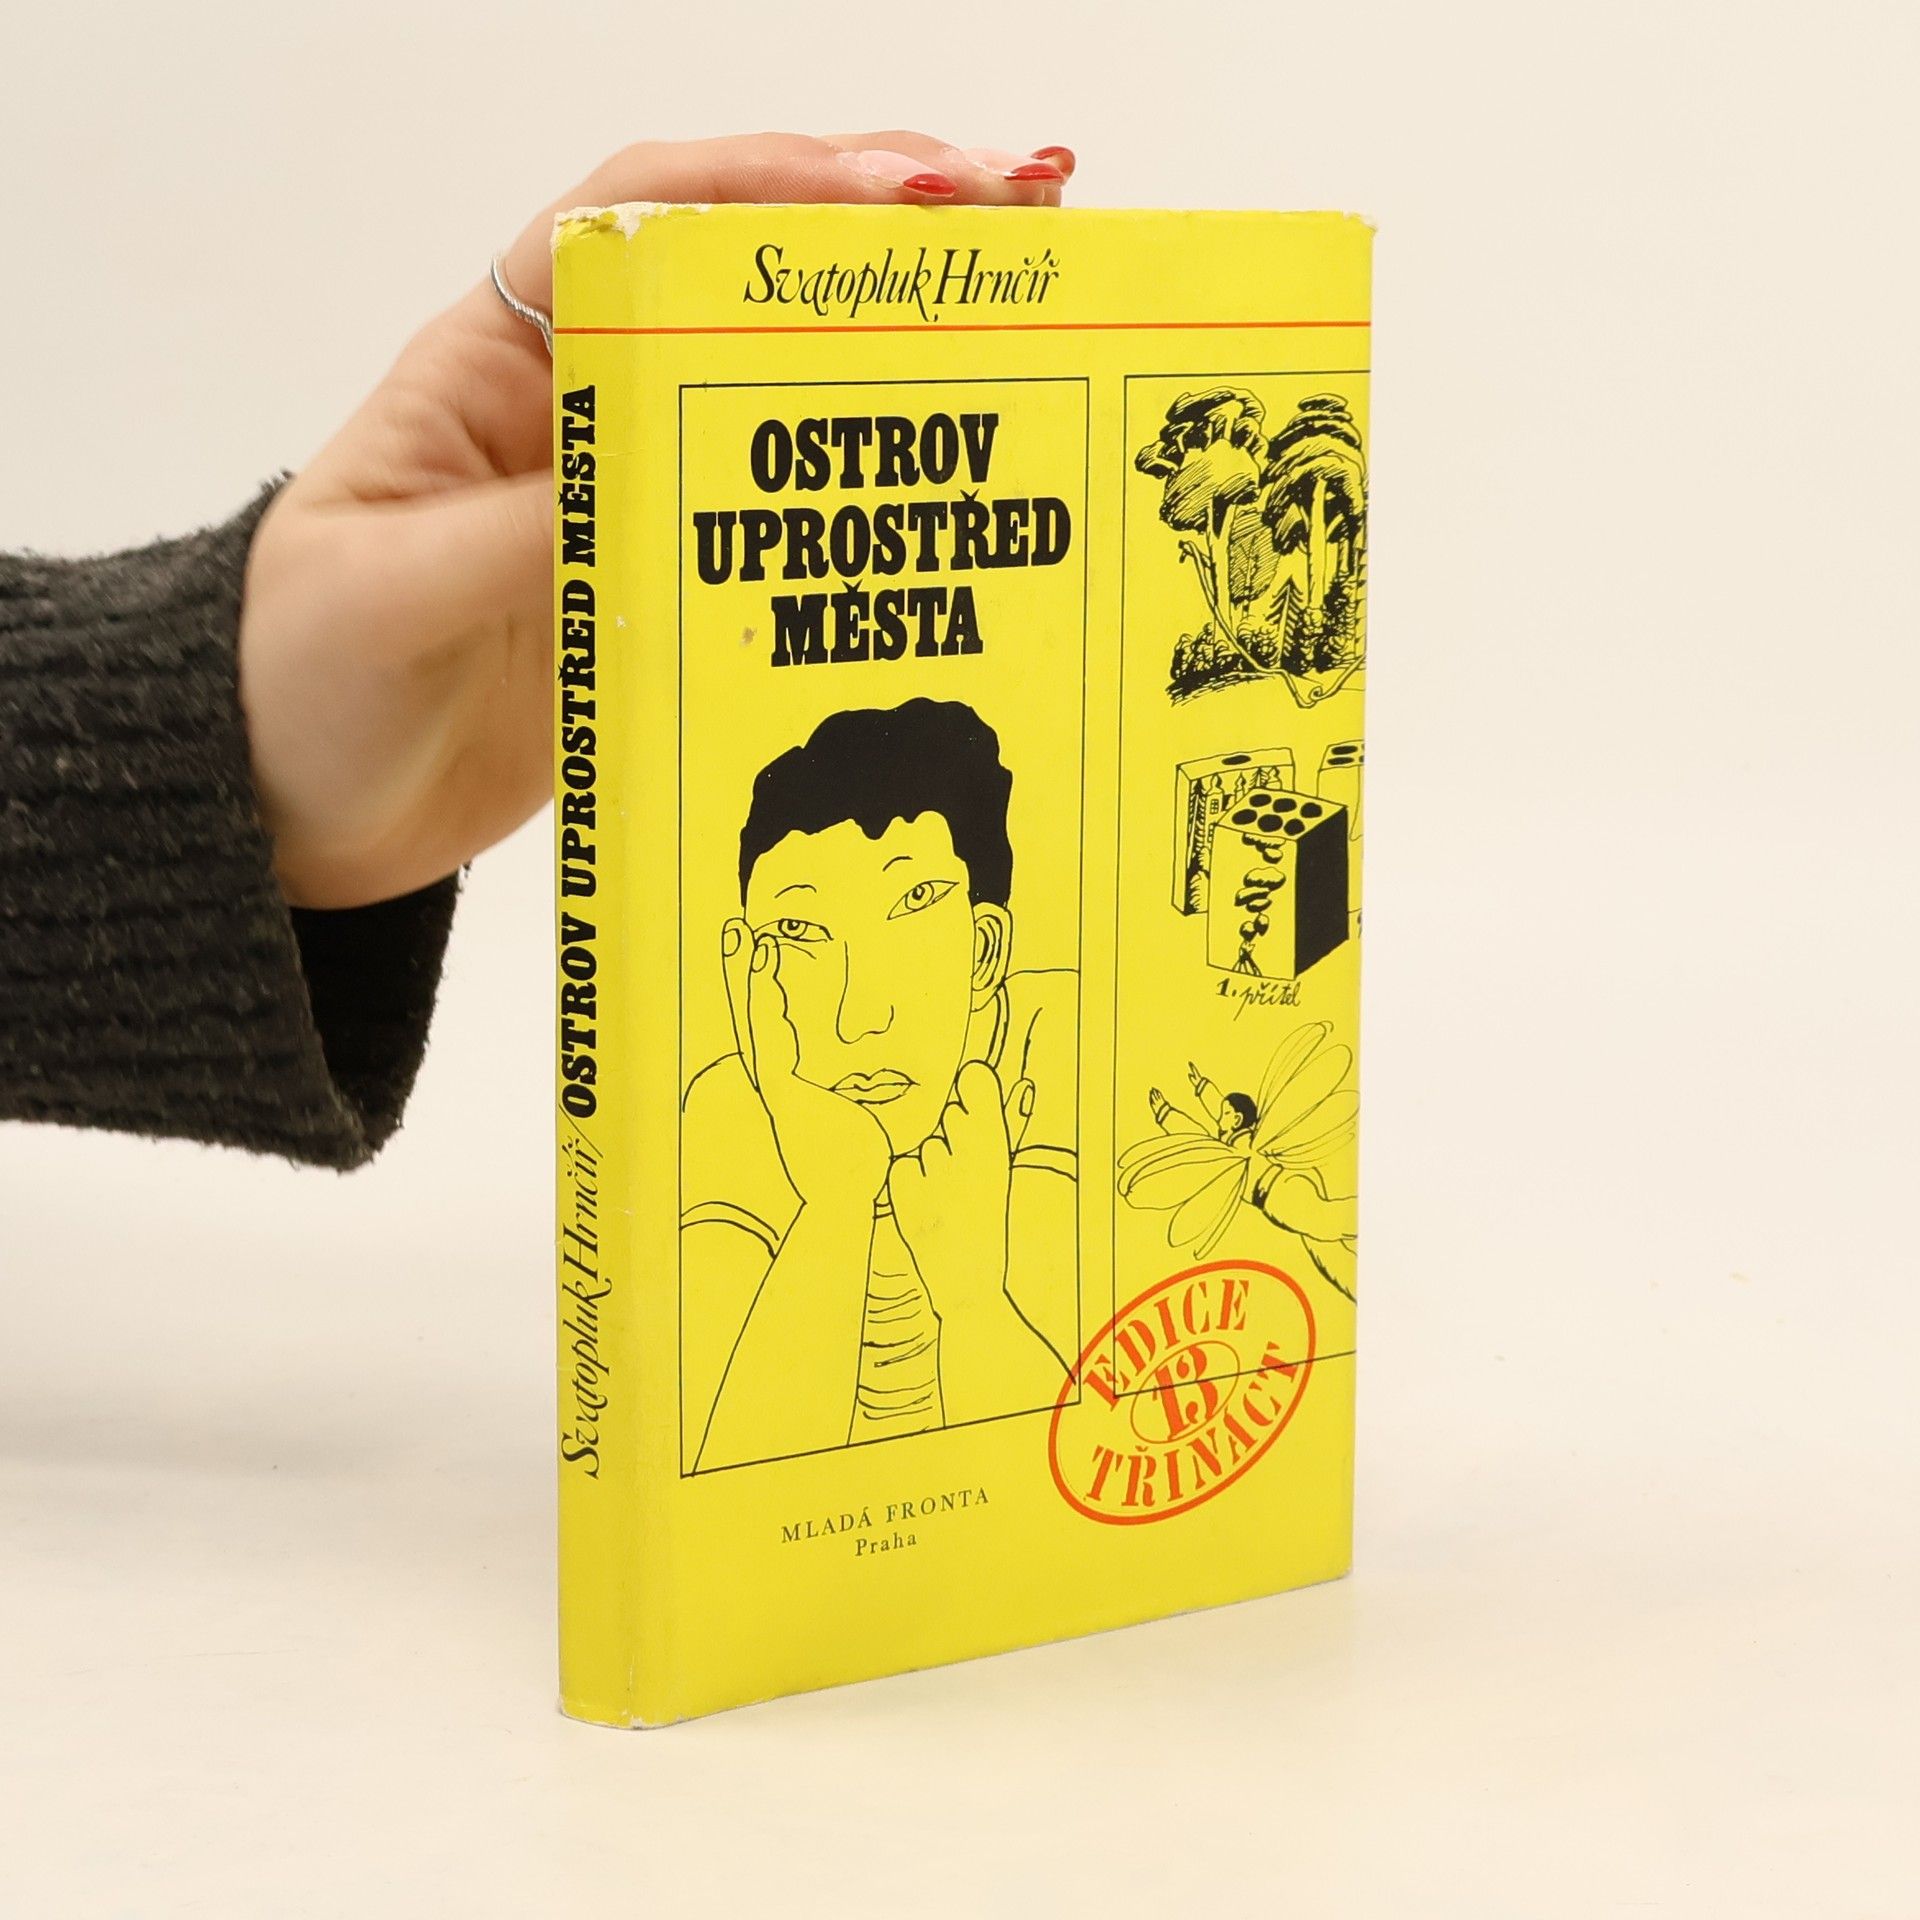 Svatopluk Hrnčíř
OSTROV
UPROSTŘED
MĚSTA
1. přítel
EDICE
13
TŘINÁCT
MLADÁ FRONTA
Praha
Svatopluk Hrnčíř/OSTROV UPROSTŘED MĚSTA